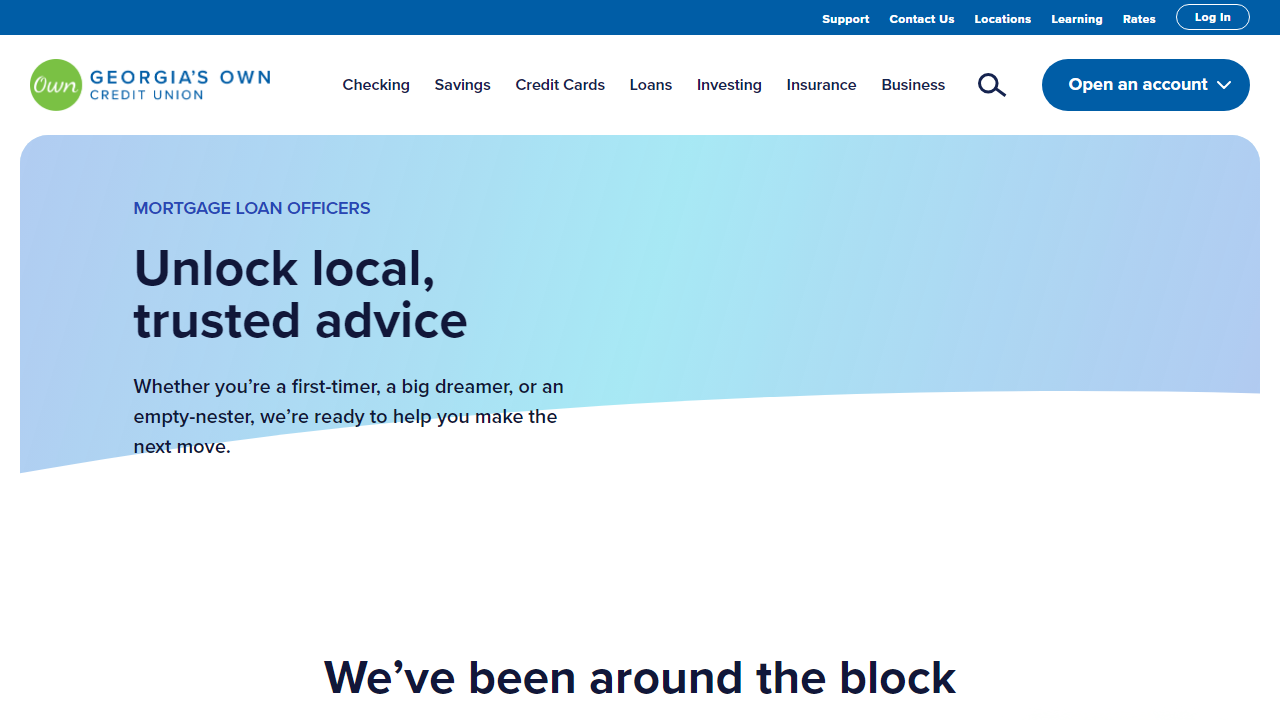 Support Contact Us Locations Learning Rates Log In
Own GEORGIA'S OWN
CREDIT UNION
Checking Savings Credit Cards Loans Investing Insurance Business Open an account
MORTGAGE LOAN OFFICERS
Unlock local,
trusted advice
Whether you’re a first-timer, a big dreamer, or an
empty-nester, we’re ready to help you make the
next move.
We’ve been around the block